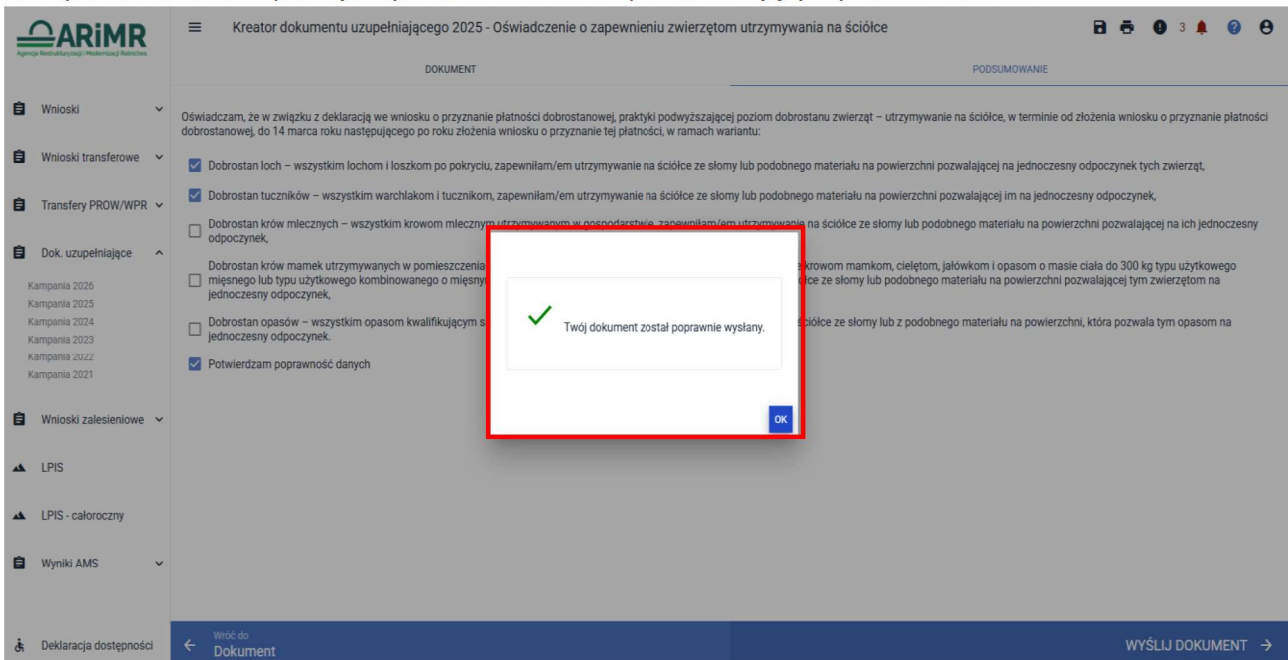 ARiMR
Agencja Restrukturyzacji i Modernizacji Rolnictwa
Kreator dokumentu uzupełniającego 2025 - Oświadczenie o zapewnieniu zwierzętom utrzymywania na ściółce
3
DOKUMENT
PODSUMOWANIE
Wnioski
Wnioski transferowe
Transfery PROW/WPR
Dok. uzupełniające
Kampania 2026
Kampania 2025
Kampania 2024
Kampania 2023
Kampania 2022
Kampania 2021
Wnioski zalesieniowe
LPIS
LPIS - całoroczny
Wyniki AMS
Deklaracja dostępności
Oświadczam, że w związku z deklaracją we wniosku o przyznanie płatności dobrostanowej, praktyki podwyższającej poziom dobrostanu zwierząt – utrzymywanie na ściółce, w terminie od złożenia wniosku o przyznanie płatności
dobrostanowej, do 14 marca roku następującego po roku złożenia wniosku o przyznanie tej płatności, w ramach wariantu:
Dobrostan loch – wszystkim lochom i loszkom po pokryciu, zapewniłam/em utrzymywanie na ściółce ze słomy lub podobnego materiału na powierzchni pozwalającej na jednoczesny odpoczynek tych zwierząt,
Dobrostan tuczników – wszystkim warchlakom i tucznikom, zapewniłam/em utrzymywanie na ściółce ze słomy lub podobnego materiału na powierzchni pozwalającej im na jednoczesny odpoczynek,
Dobrostan krów mlecznych – wszystkim krowom mlecznym utrzymywanym w gospodarstwie, zapewniłam/em utrzymywanie na ściółce ze słomy lub podobnego materiału na powierzchni pozwalającej na ich jednoczesny
odpoczynek,
Dobrostan krów mamek utrzymywanych w krowom mamkom, cielętom, jałówkom i opasom o masie ciała do 300 kg typu użytkowego
mięsnego lub typu użytkowego kombinowanego o ze słomy lub podobnego materiału na powierzchni pozwalającej tym zwierzętom na
jednoczesny odpoczynek,
Dobrostan opasów – wszystkim opasom kwalifikującym ściółce ze słomy lub z podobnego materiału na powierzchni, która pozwala tym opasom na
jednoczesny odpoczynek.
Potwierdzam poprawność danych
Twój dokument został poprawnie wysłany.
OK
Wróć do
Dokument
WYŚLIJ DOKUMENT